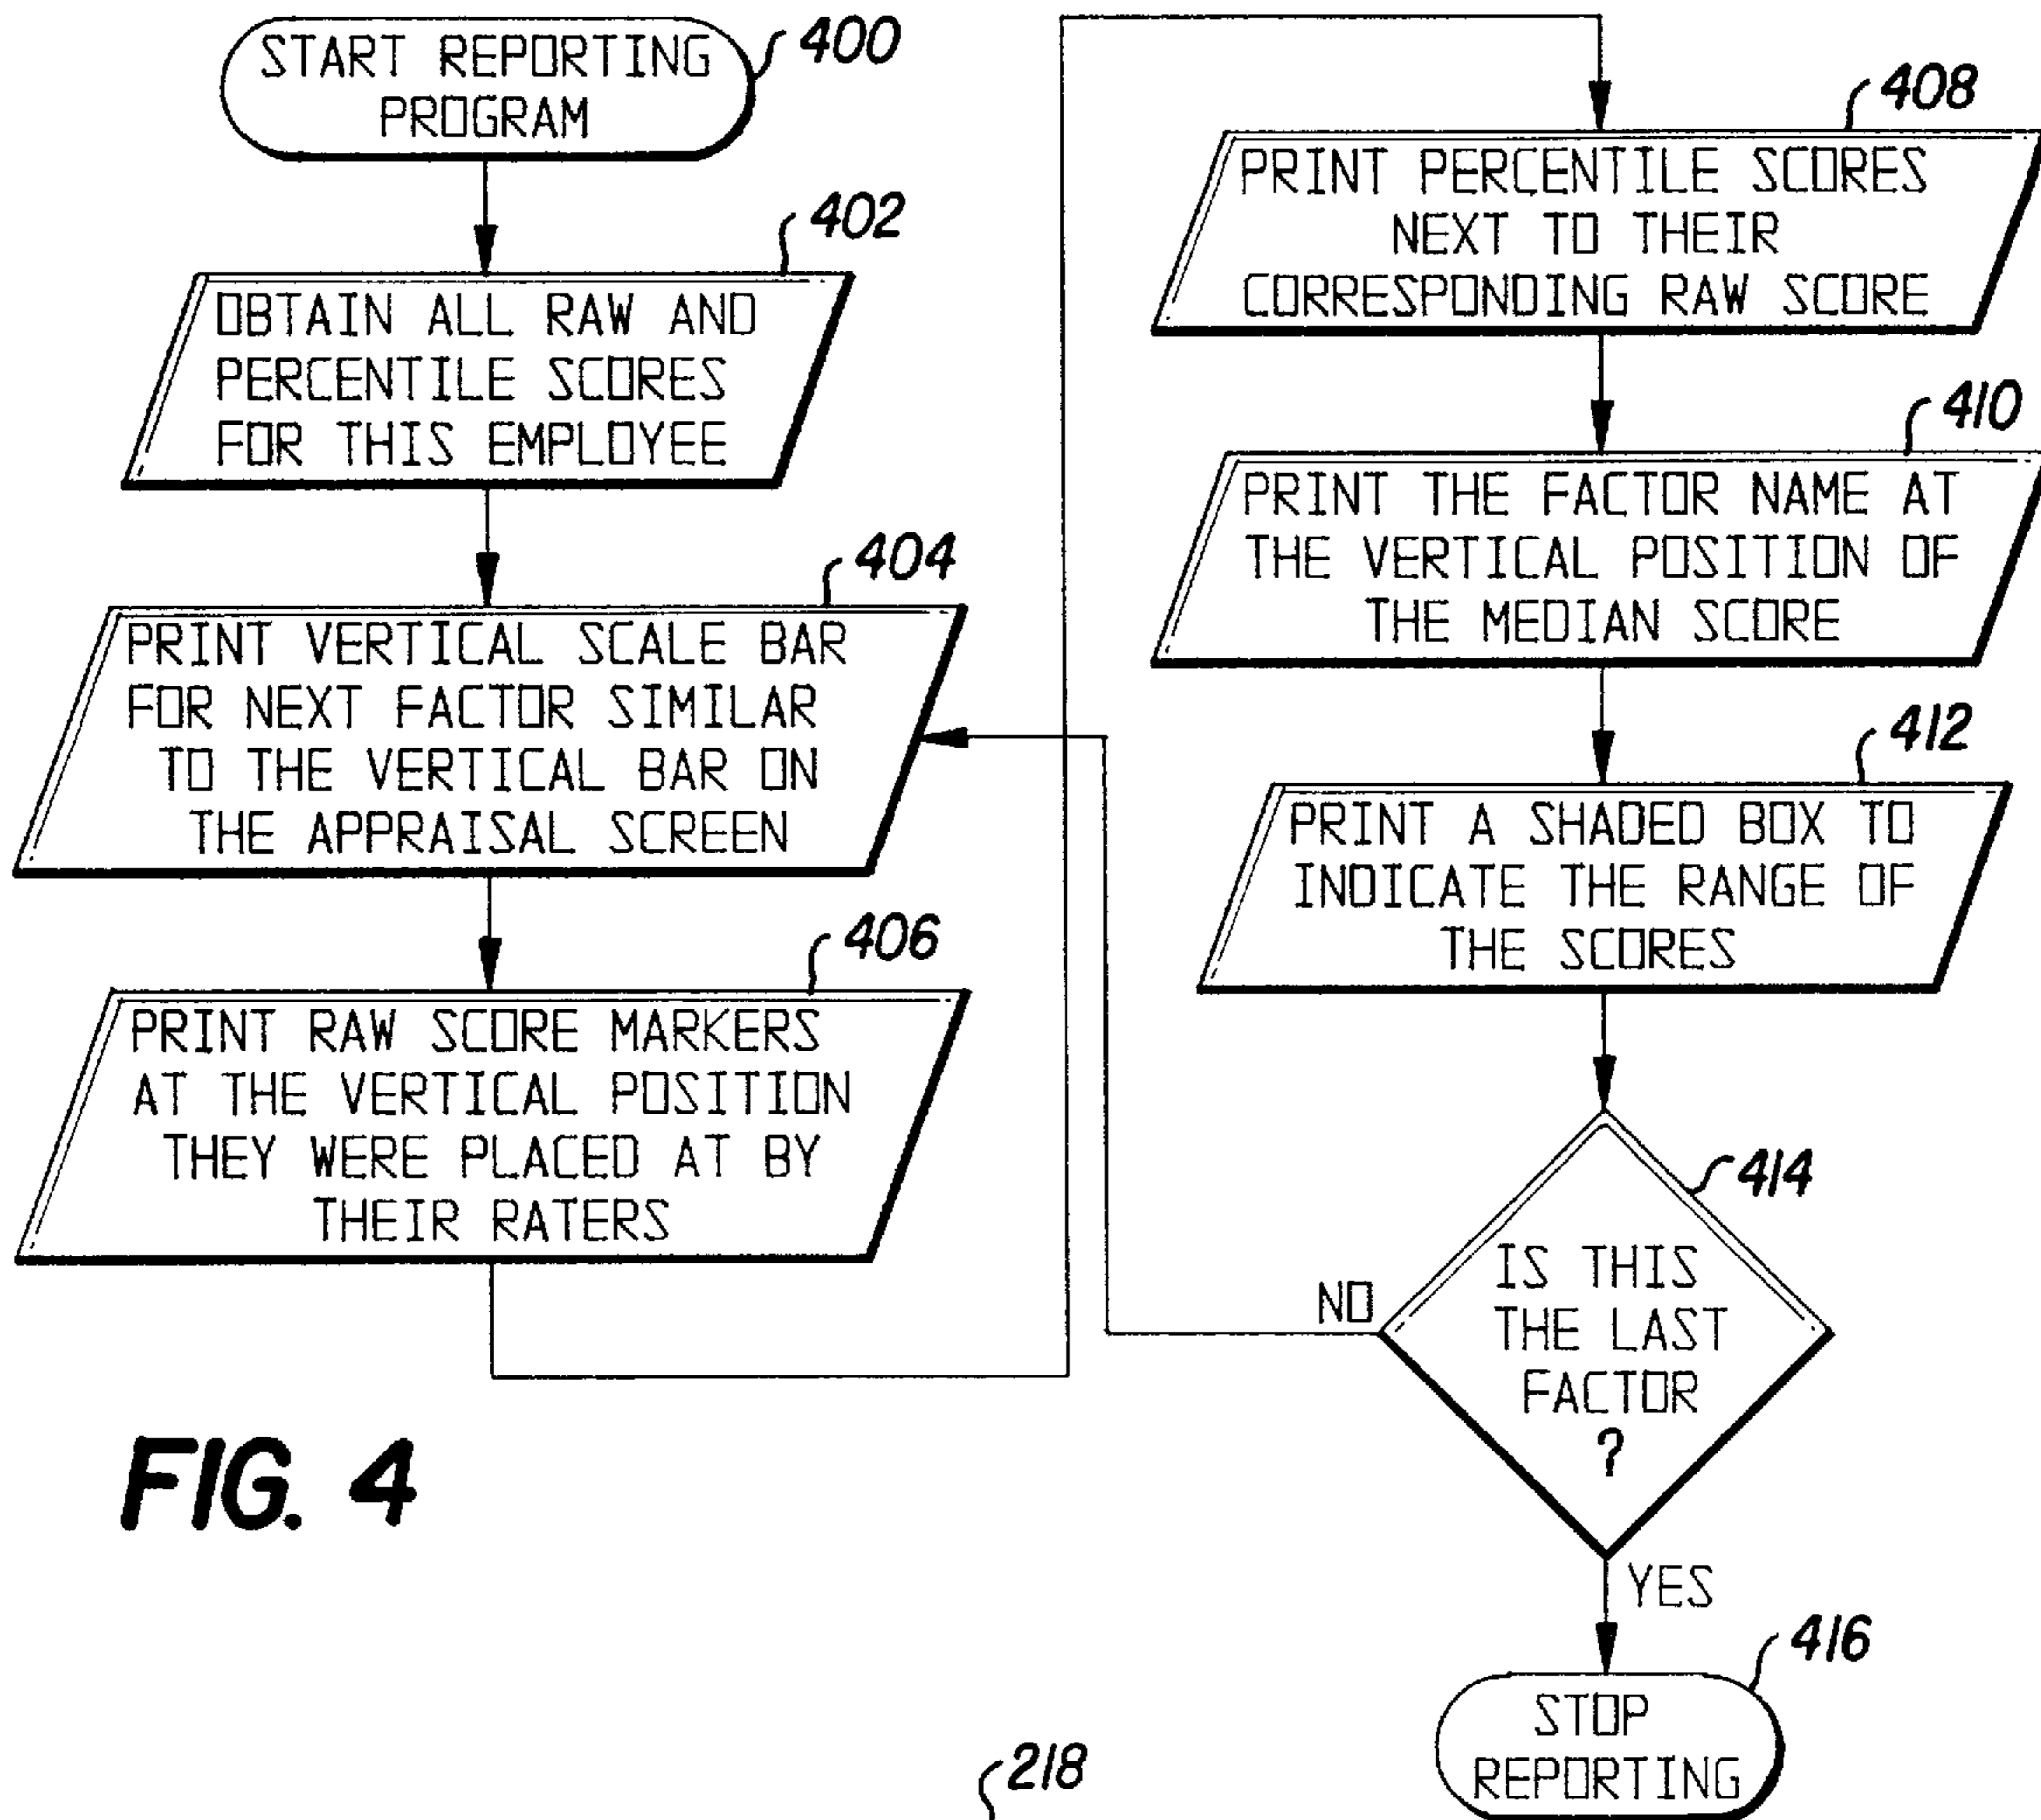 START REPORTING
PROGRAM
400
402
OBTAIN ALL RAW AND
PERCENTILE SCORES
FOR THIS EMPLOYEE
404
PRINT VERTICAL SCALE BAR
FOR NEXT FACTOR SIMILAR
TO THE VERTICAL BAR ON
THE APPRAISAL SCREEN
406
PRINT RAW SCORE MARKERS
AT THE VERTICAL POSITION
THEY WERE PLACED AT BY
THEIR RATERS
408
PRINT PERCENTILE SCORES
NEXT TO THEIR
CORRESPONDING RAW SCORE
410
PRINT THE FACTOR NAME AT
THE VERTICAL POSITION OF
THE MEDIAN SCORE
412
PRINT A SHADED BOX TO
INDICATE THE RANGE OF
THE SCORES
414
IS THIS
THE LAST
FACTOR
?
NO
YES
416
STOP
REPORTING
FIG. 4
218